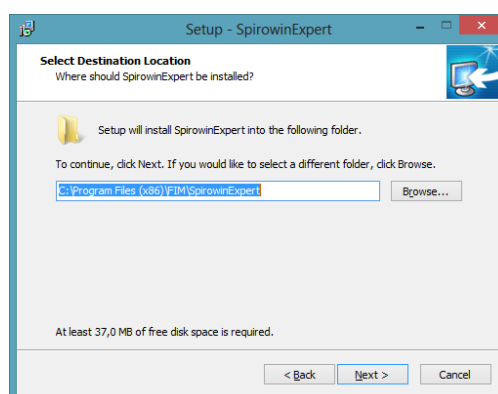 Setup - SpirowinExpert
Select Destination Location
Where should SpirowinExpert be installed?
Setup will install SpirowinExpert into the following folder.
To continue, click Next. If you would like to select a different folder, click Browse.
C:\Program Files (x86)\FIM\SpirowinExpert
Browse...
At least 37,0 MB of free disk space is required.
< Back
Next >
Cancel